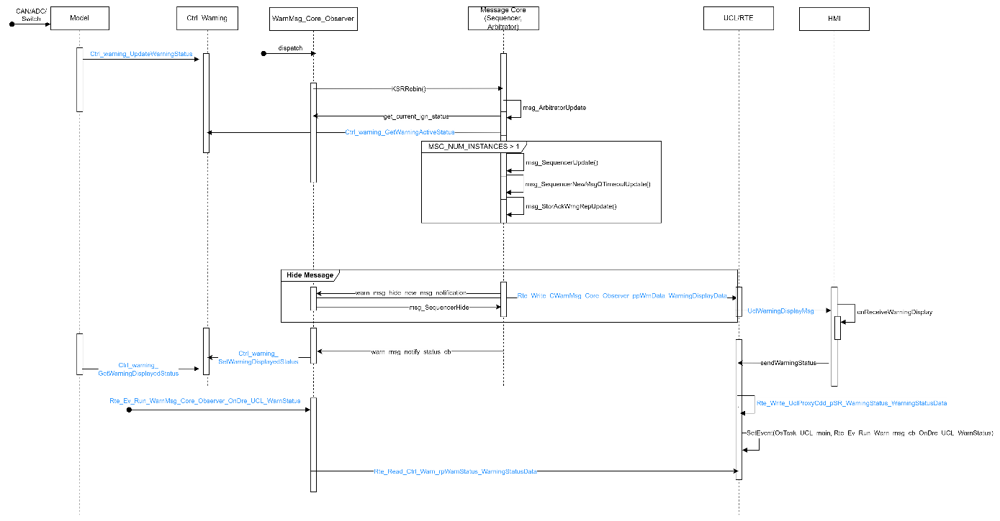 CAN/ADC/
Switch
Model
Ctrl_Warning
WarnMsg_Core_Observer
Message Core
(Sequencer,
Arbitrator)
UCL/RTE
HMI
Ctrl_warning_UpdateWarningStatus
dispatch
KSRRobin()
msg_ArbitratorUpdate
get_current_ign_status
Ctrl_warning_GetWarningActiveStatus
MSG_NUM_INSTANCES > 1
msg_SequencerUpdate()
msg_SequencerNewMsgQTimeoutUpdate()
msg_StorAckWrngRepUpdate()
Hide Message
warn_msg_hide_new_msg_notification
Rte_Write_CWarnMsg_Core_Observer_ppWrnData_WarningDisplayData
msg_SequencerHide
UclWarningDisplayMsg
onReceiveWarningDisplay
warn_msg_notify_status_cb
Ctrl_warning_
SetWarningDisplayedStatus
Ctrl_warning_
GetWarningDisplayedStatus
sendWarningStatus
Rte_Ev_Run_WarnMsg_Core_Observer_OnDre_UCL_WarnStatus
Rte_Write_UclProxyCdd_pSR_WarningStatus_WarningStatusData
SetEvent(OsTask_UCL_main, Rte_Ev_Run_Warn_msg_cb_OnDre_UCL_WarnStatus)
Rte_Read_Ctrl_Warn_rpWarnStatus_WarningStatusData